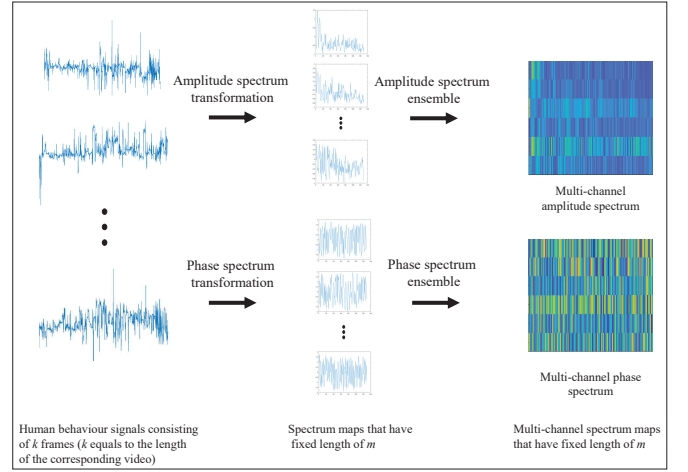 Amplitude spectrum
transformation
Amplitude spectrum
ensemble
Multi-channel
amplitude spectrum
Phase spectrum
transformation
Phase spectrum
ensemble
Multi-channel phase
spectrum
Human behaviour signals consisting
of k frames (k equals to the length
of the corresponding video)
Spectrum maps that have
fixed length of m
Multi-channel spectrum maps
that have fixed length of m